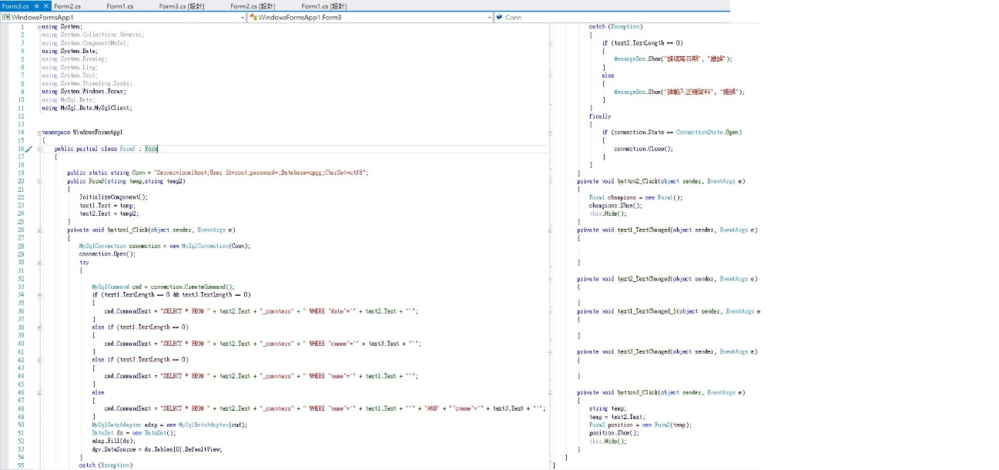 Form3.cs Form2.cs Form1.cs Form3.cs [設計] Form2.cs [設計] Form1.cs [設計]
WindowsFormsApp1 WindowsFormsApp1.Form3 Conn
1 using System;
2 using System.Collections.Generic;
3 using System.ComponentModel;
4 using System.Data;
5 using System.Drawing;
6 using System.Linq;
7 using System.Text;
8 using System.Threading.Tasks;
9 using System.Windows.Forms;
10 using MySql.Data;
11 using MySql.Data.MySqlClient;
12
13
14 namespace WindowsFormsApp1
15 {
16 public partial class Form3 : Form
17 {
18
19 public static string Conn = "Server=localhost;User Id=root;password=;Database=opgg;CharSet=utf8";
20 public Form3(string temp,string temp2)
21 {
22 InitializeComponent();
23 text1.Text = temp;
24 text2.Text = temp2;
25 }
26 private void button1_Click(object sender, EventArgs e)
27 {
28 MySqlConnection connection = new MySqlConnection(Conn);
29 connection.Open();
30 try
31 {
32
33 MySqlCommand cmd = connection.CreateCommand();
34 if (text1.TextLength == 0 && text3.TextLength == 0)
35 {
36 cmd.CommandText = "SELECT * FROM " + text2.Text + "_counters" + " WHERE `date`='" + text2.Text + "'";
37 }
38 else if (text1.TextLength == 0)
39 {
40 cmd.CommandText = "SELECT * FROM " + text2.Text + "_counters" + " WHERE `cname`='" + text3.Text + "'";
41 }
42 else if (text3.TextLength == 0)
43 {
44 cmd.CommandText = "SELECT * FROM " + text2.Text + "_counters" + " WHERE `name`='" + text1.Text + "'";
45 }
46 else
47 {
48 cmd.CommandText = "SELECT * FROM " + text2.Text + "_counters" + " WHERE `name`='" + text1.Text + "'" + "AND" + "`cname`='" + text3.Text + "'";
49 }
50 MySqlDataAdapter adap = new MySqlDataAdapter(cmd);
51 DataSet ds = new DataSet();
52 adap.Fill(ds);
53 dgv.DataSource = ds.Tables[0].DefaultView;
54 }
55 catch (Exception)
catch (Exception)
{
if (text2.TextLength == 0)
{
MessageBox.Show("請填寫日期", "錯誤");
}
else
{
MessageBox.Show("請輸入正確資料", "錯誤");
}
}
finally
{
if (connection.State == ConnectionState.Open)
{
connection.Close();
}
}
}
private void button2_Click(object sender, EventArgs e)
{
Form1 champions = new Form1();
champions.Show();
this.Hide();
}
private void text1_TextChanged(object sender, EventArgs e)
{
}
private void text2_TextChanged(object sender, EventArgs e)
{
}
private void text1_TextChanged_1(object sender, EventArgs e
{
}
private void text3_TextChanged(object sender, EventArgs e)
{
}
private void button3_Click(object sender, EventArgs e)
{
string temp;
temp = text2.Text;
Form2 position = new Form2(temp);
position.Show();
this.Hide();
}
}
}